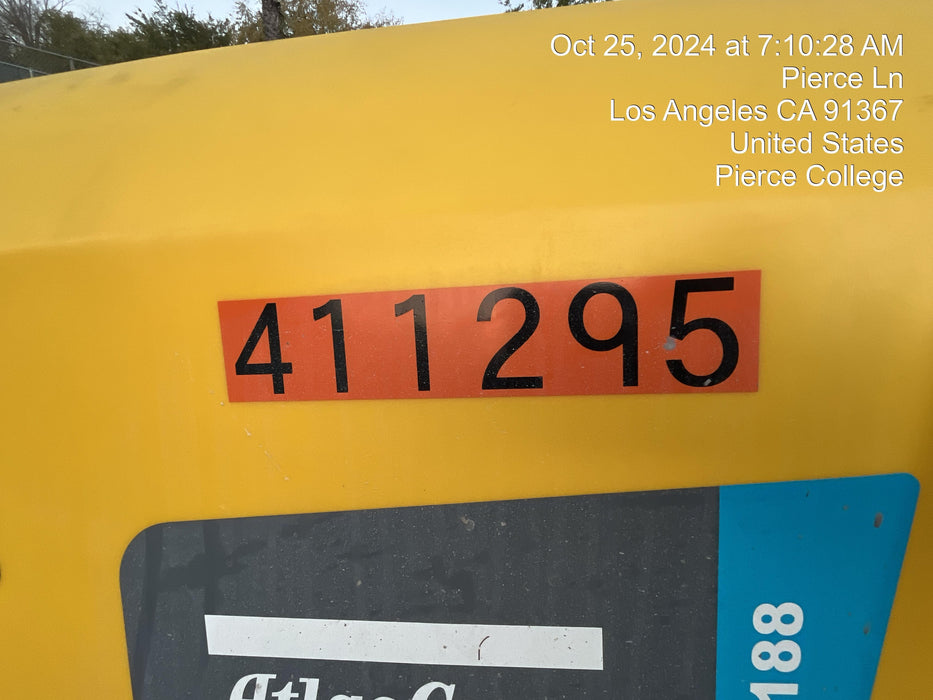 Oct 25, 2024 at 7:10:28 AM
Pierce Ln
Los Angeles CA 91367
United States
Pierce College
411295
188